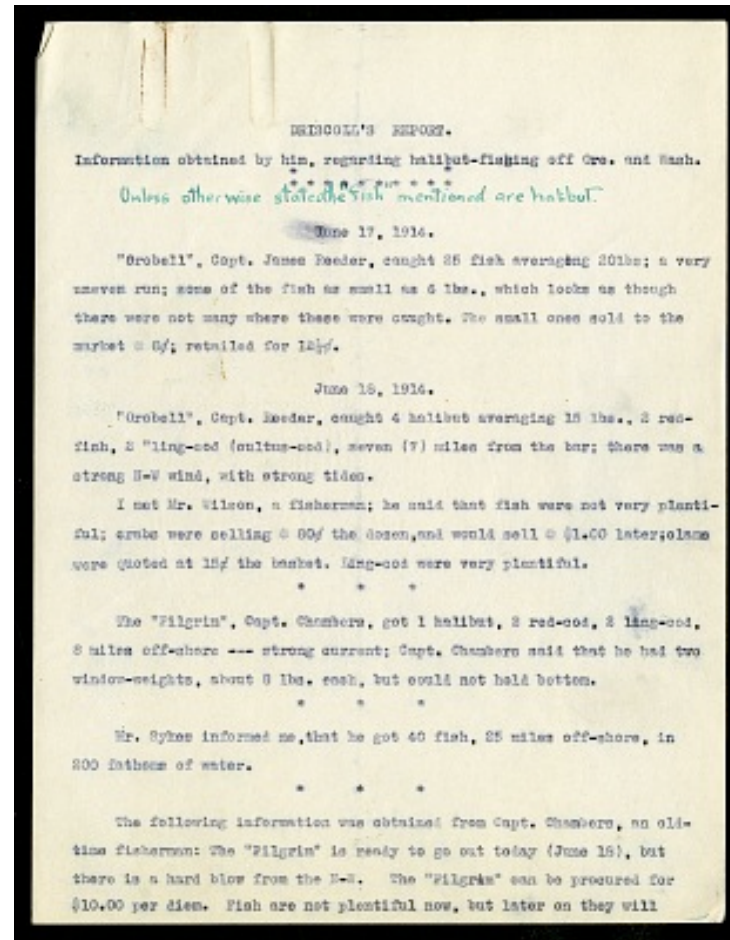 DRISCOLL'S REPORT.
Information obtained by him, regarding halibut-fishing off Ore. and Wash.
* * * * * * * *
Unless otherwise stated the fish mentioned are halibut.
June 17, 1914.
"Orobell", Capt. James Reeder, caught 25 fish averaging 20lbs; a very
uneven run; some of the fish as small as 6 lbs., which looks as though
there were not many where these were caught. The small ones sold to the
market @ 8¢; retailed for 12½¢.
June 18, 1914.
"Orobell", Capt. Reeder, caught 4 halibut averaging 15 lbs., 2 red-
fish, 2 "ling-cod (cultus-cod), seven (7) miles from the bar; there was a
strong N-W wind, with strong tides.
I met Mr. Wilson, a fisherman; he said that fish were not very planti-
ful; crabs were selling @ 80¢ the dozen,and would sell @ $1.00 later;clams
were quoted at 15¢ the basket. Ling-cod were very plentiful.
* * *
The "Pilgrim", Capt. Chambers, got 1 halibut, 2 red-cod, 2 ling-cod,
8 miles off-shore --- strong current; Capt. Chambers said that he had two
window-weights, about 8 lbs. each, but could not hold bottom.
* * *
Mr. Sykes informed me,that he got 40 fish, 25 miles off-shore, in
200 fathoms of water.
* * *
The following information was obtained from Capt. Chambers, an old-
time fisherman: The "Pilgrim" is ready to go out today (June 18), but
there is a hard blow from the N-W. The "Pilgrim" can be procured for
$10.00 per diem. Fish are not plentiful now, but later on they will